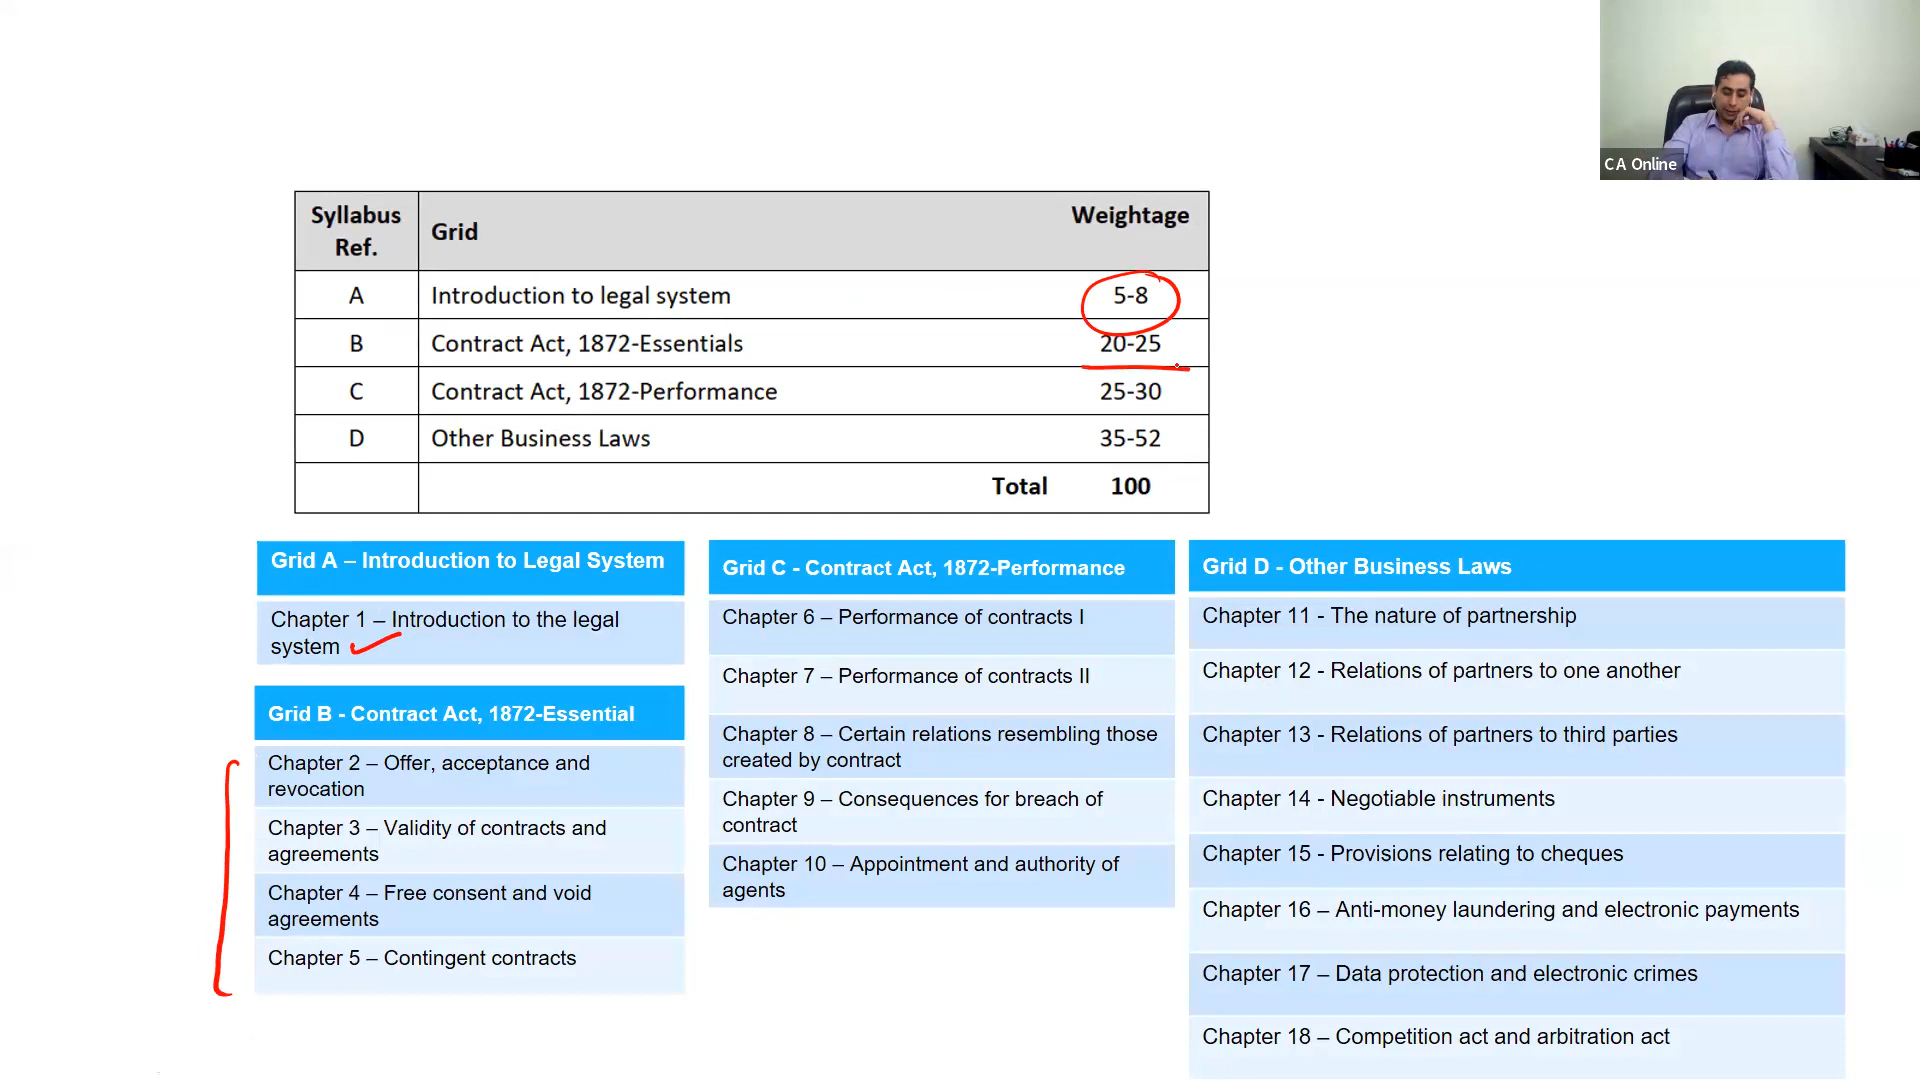 C A Online
Syllabus
Ref.
Grid
Weightage
A
Introduction to legal system
5-8
B
Contract Act, 1872-Essentials
20-25
C
Contract Act, 1872-Performance
25-30
D
Other Business Laws
35-52
Total
100
Grid A – Introduction to Legal System
Chapter 1 – Introduction to the legal
system
Grid B - Contract Act, 1872-Essential
Chapter 2 – Offer, acceptance and
revocation
Chapter 3 – Validity of contracts and
agreements
Chapter 4 – Free consent and void
agreements
Chapter 5 – Contingent contracts
Grid C - Contract Act, 1872-Performance
Chapter 6 – Performance of contracts I
Chapter 7 – Performance of contracts II
Chapter 8 – Certain relations resembling those
created by contract
Chapter 9 – Consequences for breach of
contract
Chapter 10 – Appointment and authority of
agents
Grid D - Other Business Laws
Chapter 11 - The nature of partnership
Chapter 12 - Relations of partners to one another
Chapter 13 - Relations of partners to third parties
Chapter 14 - Negotiable instruments
Chapter 15 - Provisions relating to cheques
Chapter 16 – Anti-money laundering and electronic payments
Chapter 17 – Data protection and electronic crimes
Chapter 18 – Competition act and arbitration act